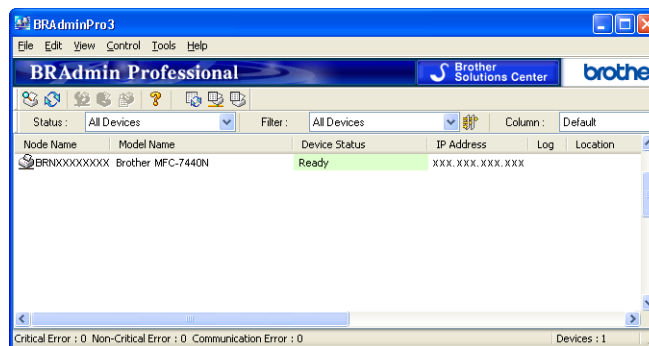 BRAdminPro3
File Edit View Control Tools Help
BRAdmin Professional
Brother Solutions Center
brothe
?
Status : All Devices Filter : All Devices Column : Default
Node Name Model Name Device Status IP Address Log Location
BRNXXXXXXXX Brother MFC-7440N Ready XXX.XXX.XXX.XXX
Critical Error : 0 Non-Critical Error : 0 Communication Error : 0 Devices : 1